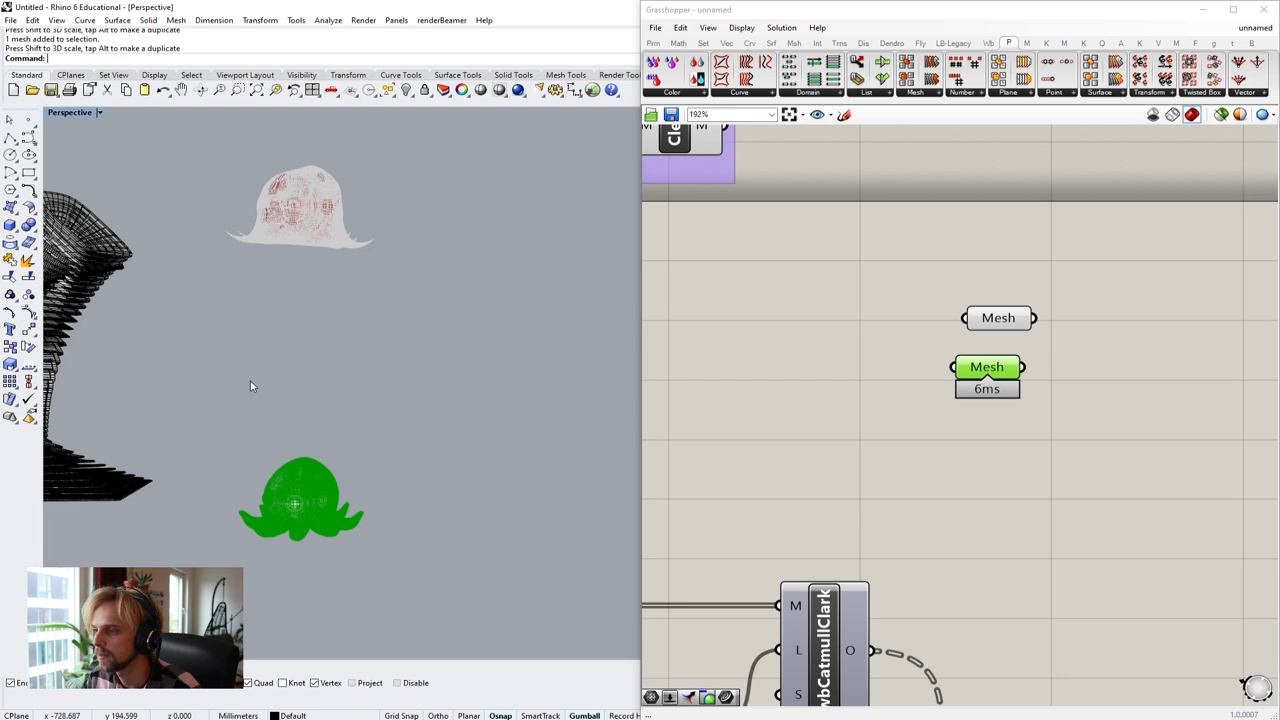 Untitled - Rhino 6 Educational - [Perspective]
File Edit View Curve Surface Solid Mesh Dimension Transform Tools Analyze Render Panels renderBeamer Help
Press Shift to 3D scale, tap Alt to make a duplicate
1 mesh added to selection.
Press Shift to 3D scale, tap Alt to make a duplicate
Command:
Standard CPlanes Set View Display Select Viewport Layout Visibility Transform Curve Tools Surface Tools Solid Tools Mesh Tools Render Too
Perspective
Quad Knot Vertex Project Disable
CPlane x -728.687 y 194.599 z 0.000 Millimeters Default Grid Snap Ortho Planar Osnap SmartTrack Gumball Record H
Grasshopper - unnamed
File Edit View Display Solution Help unnamed
Prm Math Set Vec Crv Srf Msh Int Trns Dis Dendro Fly LB-Legacy Wb P M K K O A K V M E F g t B
Color Curve Domain List Mesh Number Plane Point Surface Transform Twisted Box Vector
192%
M Cle M
Mesh
Mesh
6ms
M
L wbCatmullClark O
S
1.0.0007